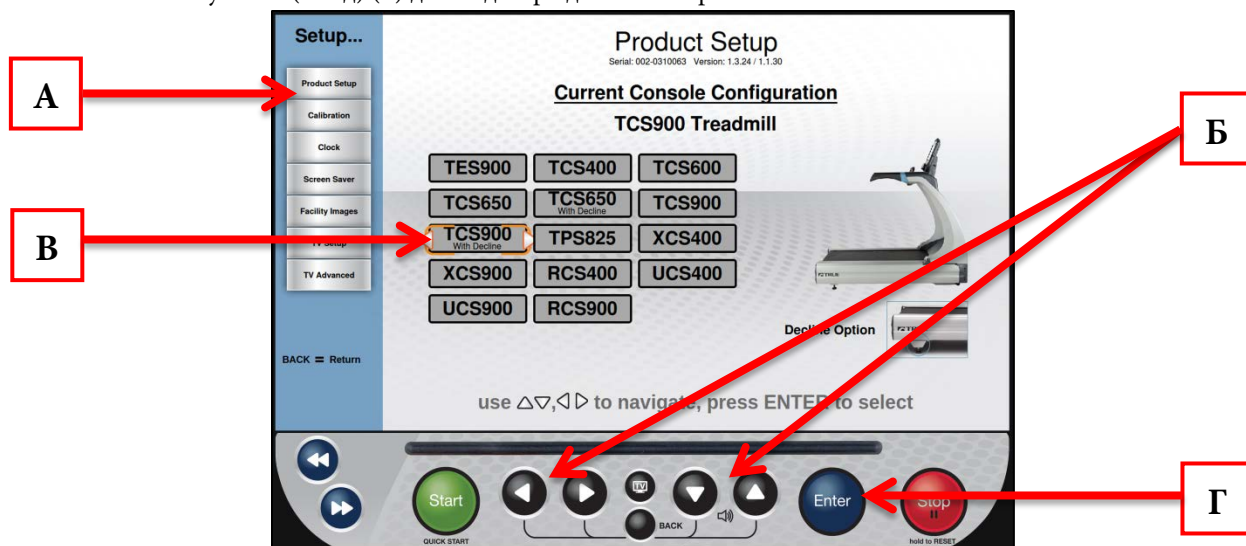 Setup...
Product Setup
Calibration
Clock
Screen Saver
Facility Images
TV Setup
TV Advanced
BACK = Return
Product Setup
Serial: 002-0310063 Version: 1.3.24 / 1.1.30
Current Console Configuration
TCS900 Treadmill
TES900 TCS400 TCS600
TCS650 TCS650 With Decline TCS900
TCS900 With Decline TPS825 XCS400
XCS900 RCS400 UCS400
UCS900 RCS900
Decline Option
use △▽,◁▷ to navigate, press ENTER to select
Start
QUICK START
TV
BACK
Enter
Stop
hold to RESET
А
Б
В
Г